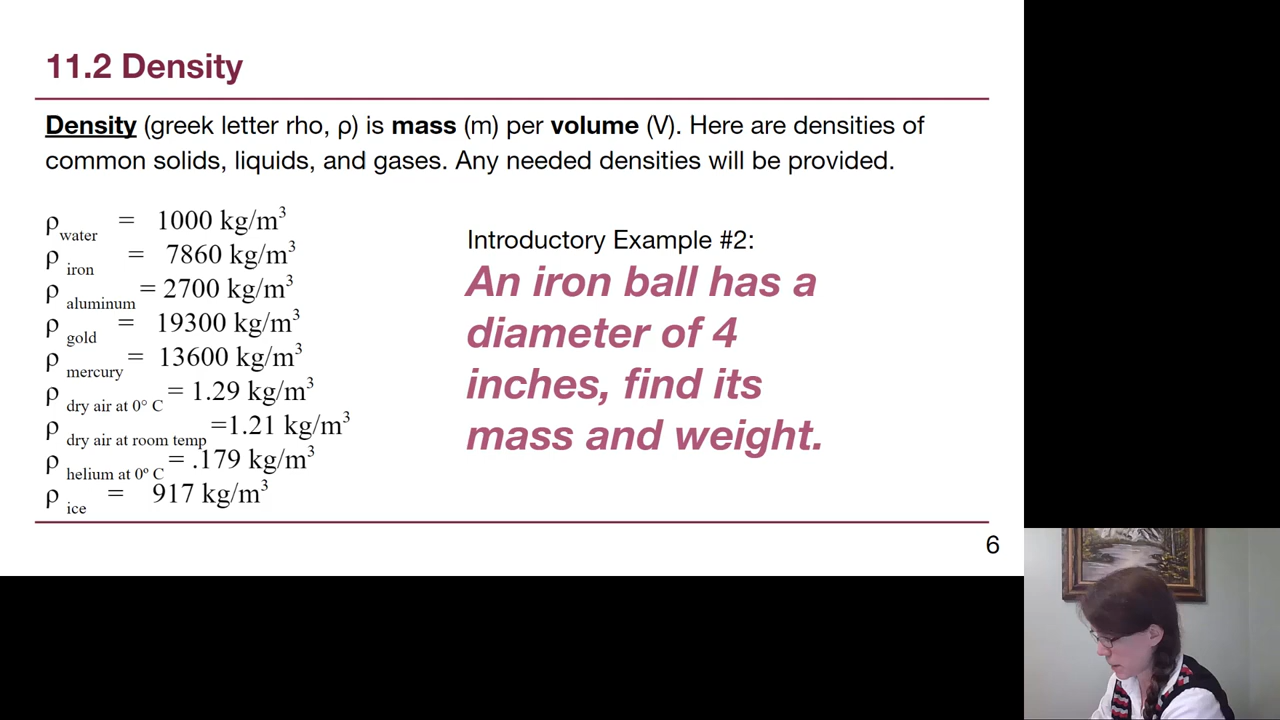 11.2 Density
Density (greek letter rho, ρ) is mass (m) per volume (V). Here are densities of
common solids, liquids, and gases. Any needed densities will be provided.
ρ water = 1000 kg/m³
ρ iron = 7860 kg/m³
ρ aluminum = 2700 kg/m³
ρ gold = 19300 kg/m³
ρ mercury = 13600 kg/m³
ρ dry air at 0° C = 1.29 kg/m³
ρ dry air at room temp =1.21 kg/m³
ρ helium at 0º C = .179 kg/m³
ρ ice = 917 kg/m³
Introductory Example #2:
An iron ball has a
diameter of 4
inches, find its
mass and weight.
6